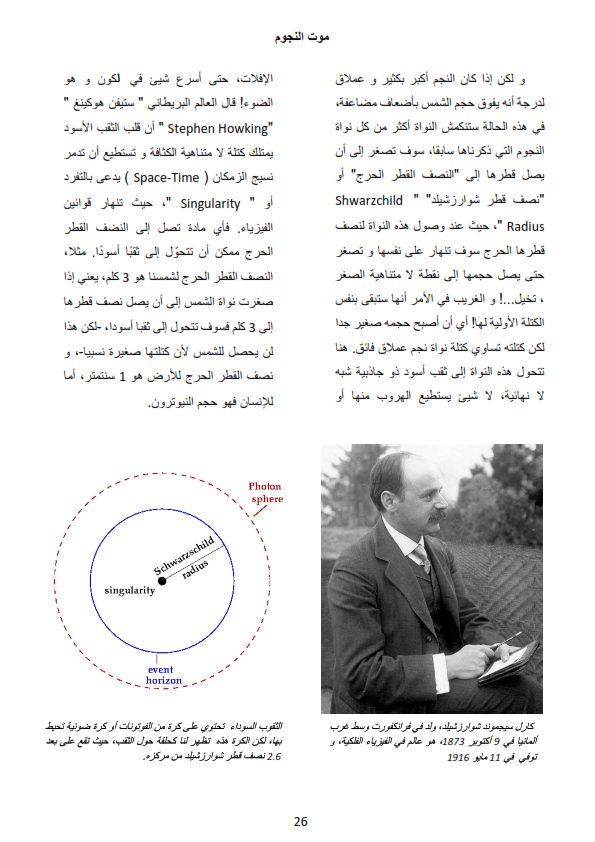 موت النجوم
و لكن إذا كان النجم أكبر بكثير و عملاق
لدرجة أنه يفوق حجم الشمس بأضعاف مضاعفة،
في هذه الحالة ستنكمش النواة أكثر من كل نواة
النجوم التي ذكرناها سابقا، سوف تصغر إلى أن
يصل قطرها إلى "النصف القطر الحرج" أو
"نصف قطر شوارزشيلد" " Shwarzchild
Radius "، حيث عند وصول هذه النواة لنصف
قطرها الحرج سوف تنهار على نفسها و تصغر
حتى يصل حجمها إلى نقطة لا متناهية الصغر
، تخيل...! و الغريب في الأمر أنها ستبقى بنفس
الكتلة الأولية لها! أي أن أصبح حجمه صغير جدا
لكن كتلته تساوي كتلة نواة نجم عملاق فائق. هنا
تتحول هذه النواة إلى ثقب أسود ذو جاذبية شبه
لا نهائية، لا شيئ يستطيع الهروب منها أو
الإفلات، حتى أسرع شيئ في لكون و هو
الضوء! قال العالم البريطاني " ستيفن هوكينغ "
"Stephen Howking " أن قلب الثقب الأسود
يمتلك كتلة لا متناهية الكثافة و تستطيع أن تدمر
نسيج الزمكان ( Space-Time ) يدعى بالتفرد
أو " Singularity "، حيث تنهار قوانين
الفيزياء. فأي مادة تصل إلى النضف القطر
الحرج ممكن أن تتحوّل إلى ثقبًا أسودًا. مثلا،
النصف القطر الحرج لشمسنا هو 3 كلم، يعني إذا
صغرت نواة الشمس إلى أن يصل نصف قطرها
إلى 3 كلم فسوف تتحول إلى ثقبا أسودا، -لكن هذا
لن يحصل للشمس لأن كتلتها صغيرة نسبيا-، و
نصف القطر الحرج للأرض هو 1 سنتمتر، أما
للإنسان فهو حجم النيوترون.
Photon
sphere
Schwarzschild
radius
singularity
event
horizon
كارل سيجموند شوارزشيلد، ولد في فرانكفورت وسط غرب
ألمانيا في 9 أكتوبر 1873، هو عالم في الفيزياء الفلكية، و
توفي في 11 مايو 1916
الثقوب السوداء تحتوي على كرة من الفوتونات أو كرة ضوئية تحيط
بها، لكن الكرة هذه تظهر لنا كحلقة حول الثقب، حيث تقع على بعد
2.6 نصف قطر شوارزشيلد من مركزه.
26